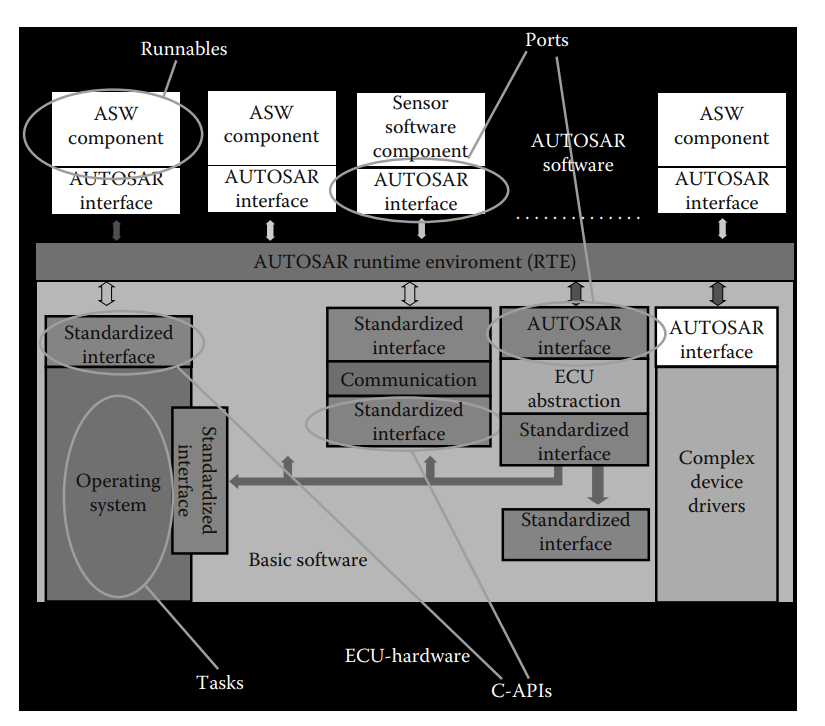 Runnables
Ports
ASW
component
AUTOSAR
interface
ASW
component
AUTOSAR
interface
Sensor
software
component
AUTOSAR
interface
AUTOSAR
software
. . . . . . . . . . . . . .
ASW
component
AUTOSAR
interface
AUTOSAR runtime enviroment (RTE)
Standardized
interface
Operating
system
Standardized
interface
Standardized
interface
Communication
Standardized
interface
AUTOSAR
interface
ECU
abstraction
Standardized
interface
Standardized
interface
AUTOSAR
interface
Complex
device
drivers
Basic software
ECU-hardware
Tasks
C-APIs